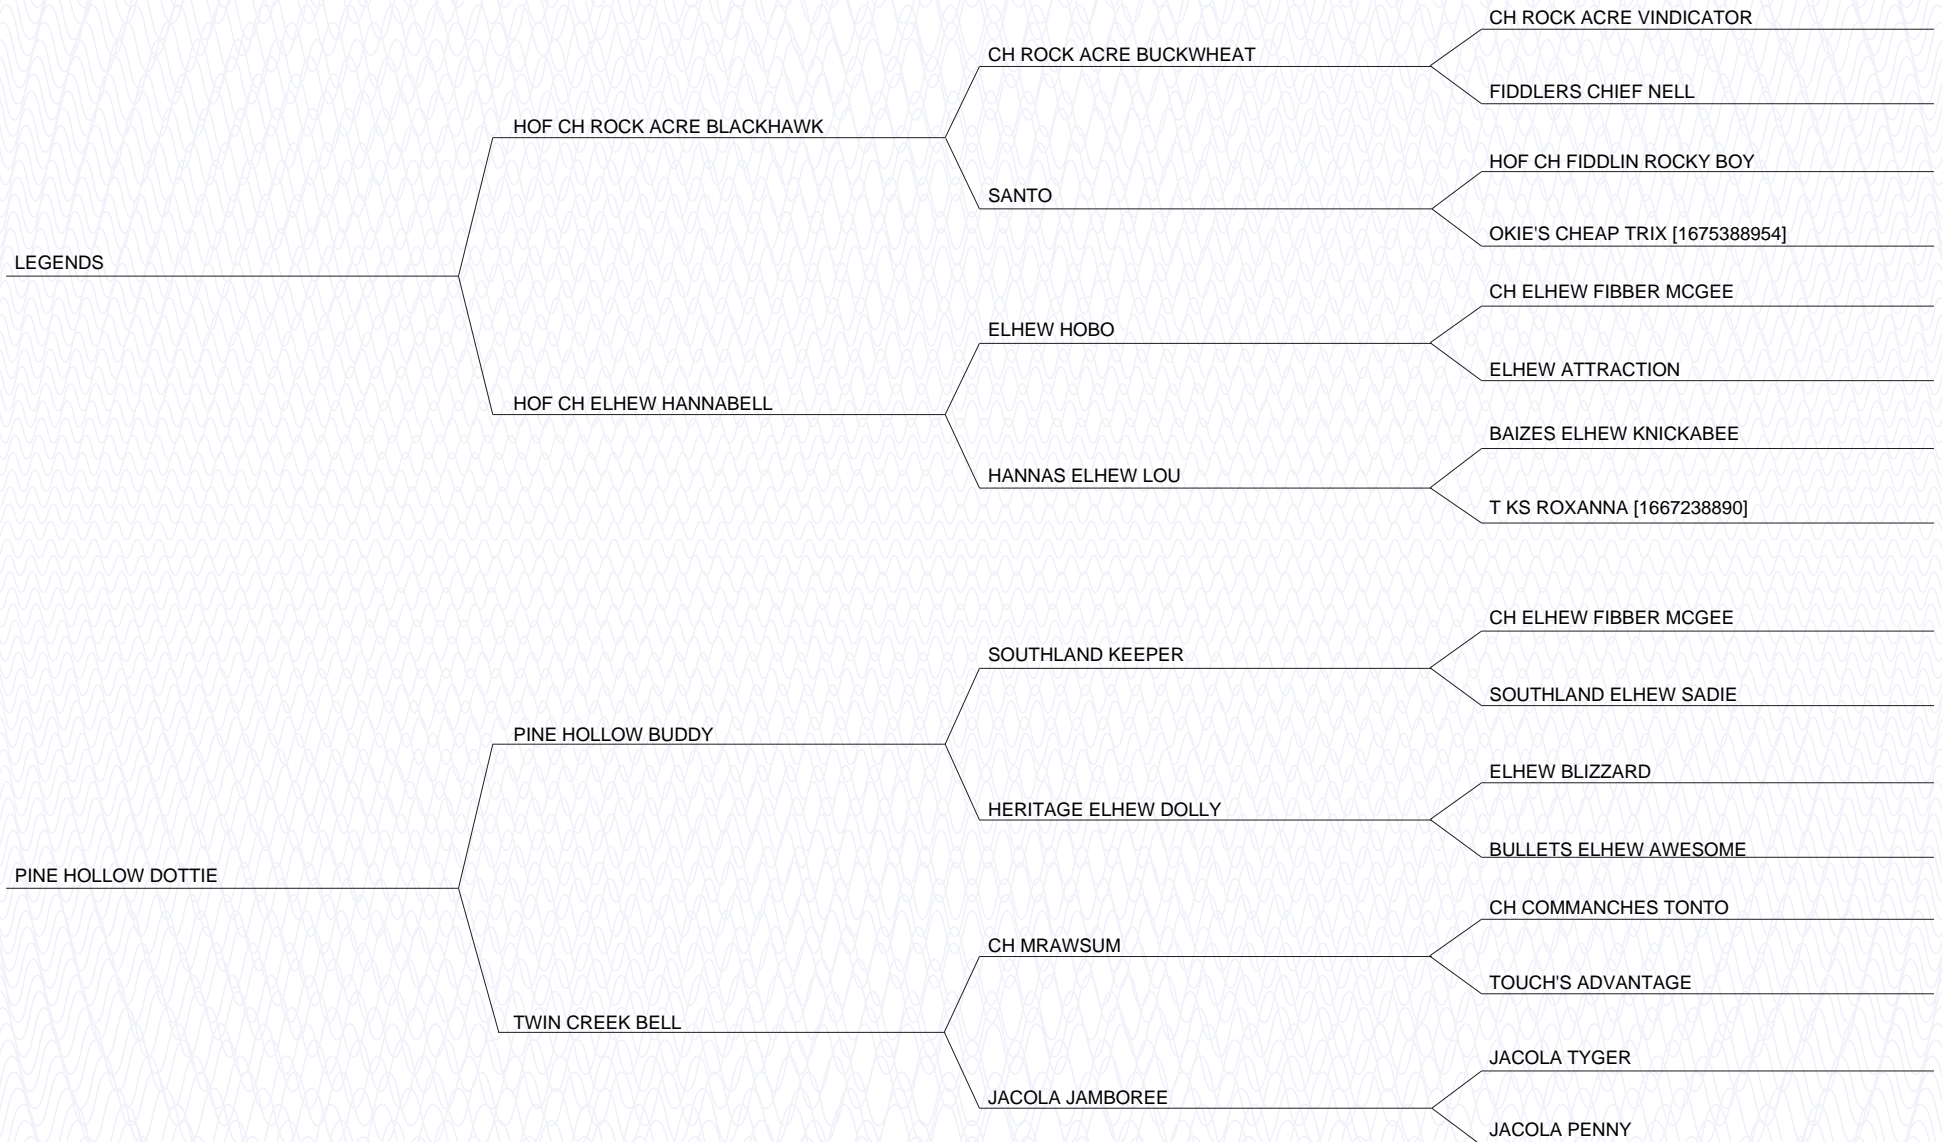 LEGENDS
HOF CH ROCK ACRE BLACKHAWK
CH ROCK ACRE BUCKWHEAT
CH ROCK ACRE VINDICATOR
FIDDLERS CHIEF NELL
SANTO
HOF CH FIDDLIN ROCKY BOY
OKIE'S CHEAP TRIX [1675388954]
HOF CH ELHEW HANNABELL
ELHEW HOBO
CH ELHEW FIBBER MCGEE
ELHEW ATTRACTION
HANNAS ELHEW LOU
BAIZES ELHEW KNICKABEE
T KS ROXANNA [1667238890]
PINE HOLLOW DOTTIE
PINE HOLLOW BUDDY
SOUTHLAND KEEPER
CH ELHEW FIBBER MCGEE
SOUTHLAND ELHEW SADIE
HERITAGE ELHEW DOLLY
ELHEW BLIZZARD
BULLETS ELHEW AWESOME
TWIN CREEK BELL
CH MRAWSUM
CH COMMANCHES TONTO
TOUCH'S ADVANTAGE
JACOLA JAMBOREE
JACOLA TYGER
JACOLA PENNY